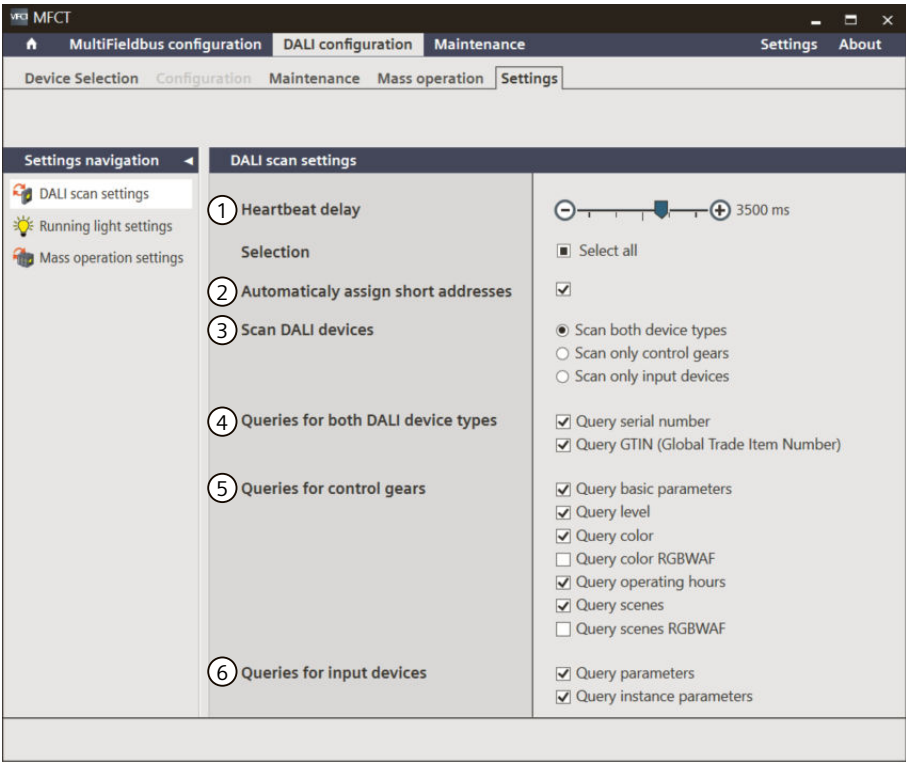 MFCT MFCT
MultiFieldbus configuration DALI configuration Maintenance Settings About
Device Selection Configuration Maintenance Mass operation Settings
Settings navigation DALI scan settings
DALI scan settings
Running light settings
Mass operation settings
1 Heartbeat delay 3500 ms
Selection Select all
2 Automaticaly assign short addresses
3 Scan DALI devices Scan both device types
Scan only control gears
Scan only input devices
4 Queries for both DALI device types Query serial number
Query GTIN (Global Trade Item Number)
5 Queries for control gears Query basic parameters
Query level
Query color
Query color RGBWAF
Query operating hours
Query scenes
Query scenes RGBWAF
6 Queries for input devices Query parameters
Query instance parameters